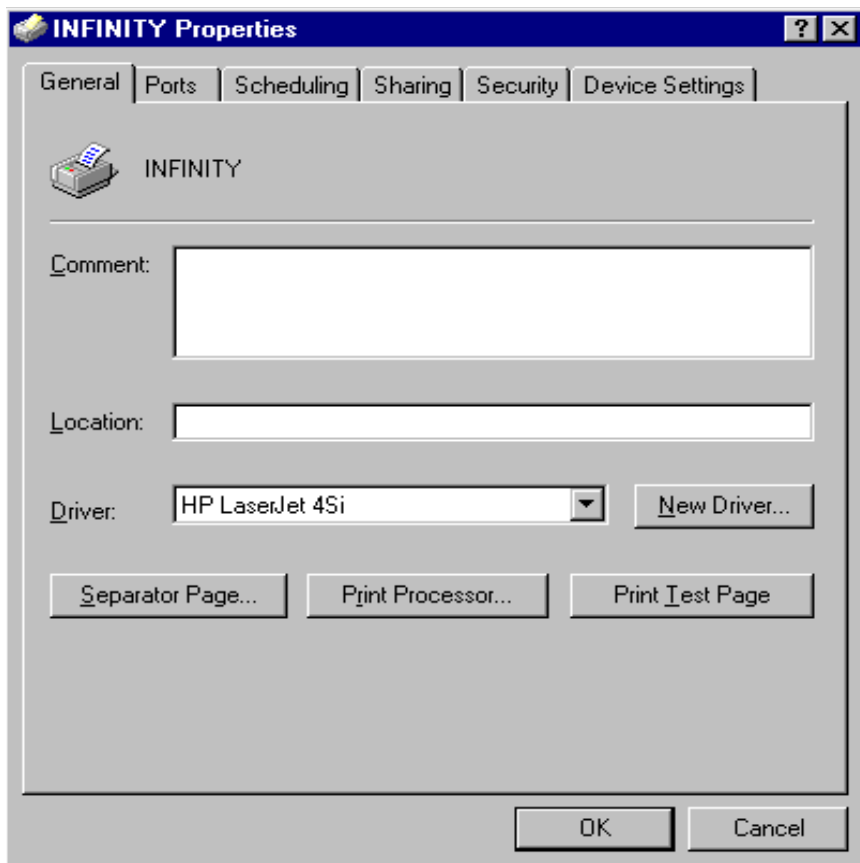 INFINITY Properties
General Ports Scheduling Sharing Security Device Settings
INFINITY
Comment:
Location:
Driver: HP LaserJet 4Si New Driver...
Separator Page... Print Processor... Print Test Page
OK Cancel